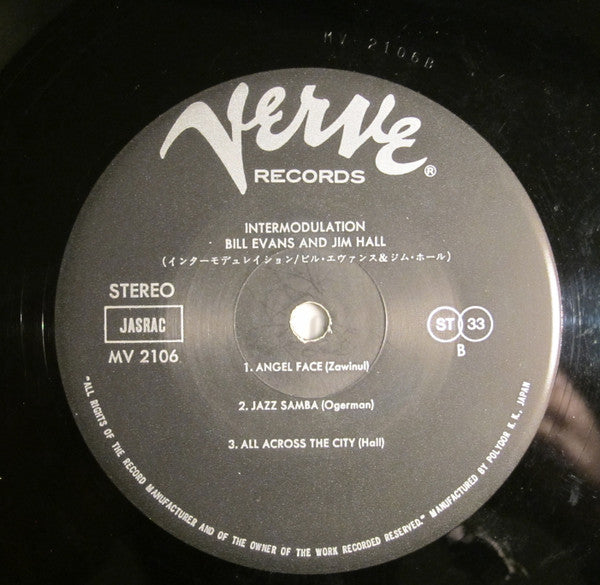 MV 2106B
Verve
RECORDS ®
INTERMODULATION
BILL EVANS AND JIM HALL
(インターモデュレイション/ビル・エヴァンス&ジム・ホール)
STEREO
JASRAC
MV 2106
ST 33
B
1. ANGEL FACE (Zawinul)
2. JAZZ SAMBA (Ogerman)
3. ALL ACROSS THE CITY (Hall)
"ALL RIGHTS OF THE RECORD MANUFACTURER AND OF THE OWNER OF THE WORK RECORDED RESERVED." MANUFACTURED BY POLYDOR K. K., JAPAN